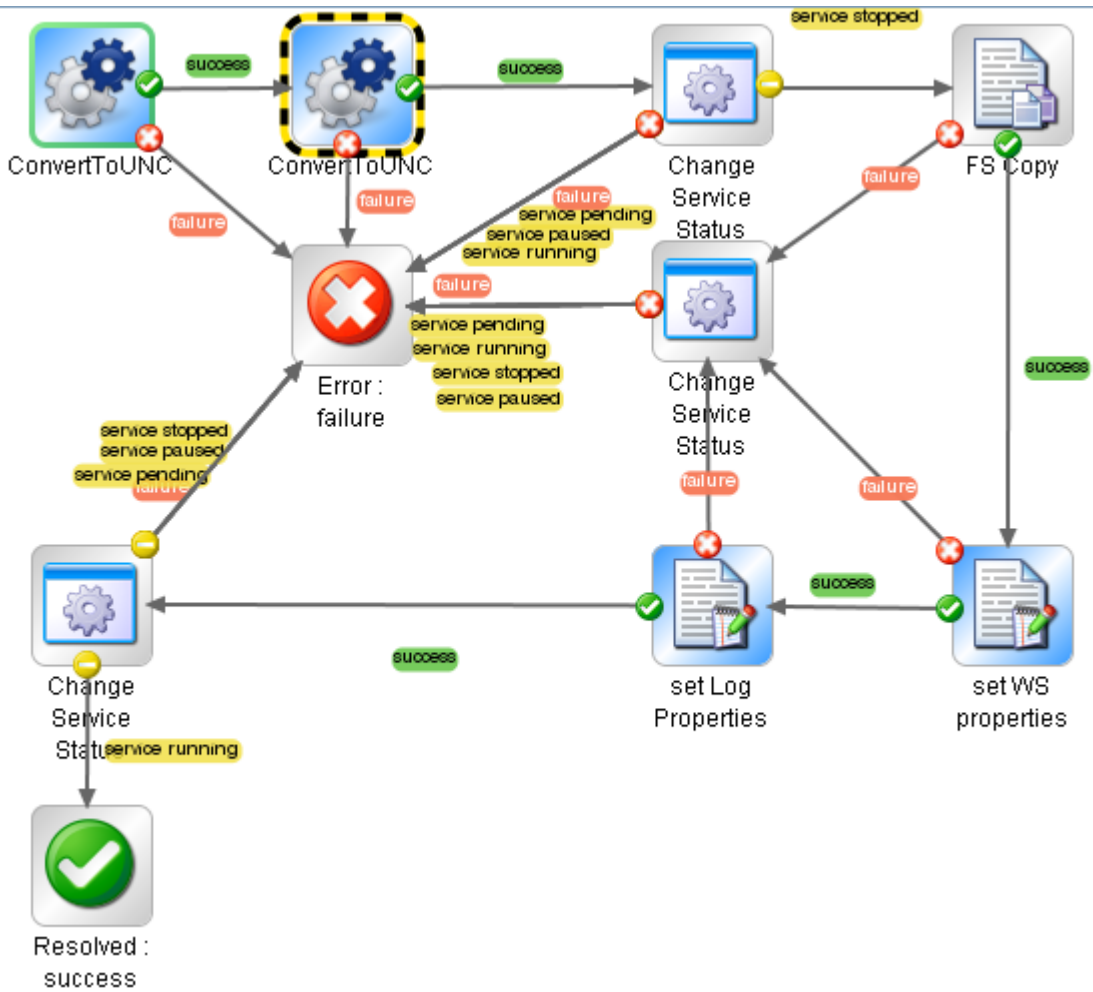 service stopped
success
success
ConvertToUNC
ConvertToUNC
Change
Service
Status
FS Copy
failure
failure
failure
service pending
service paused
service running
failure
failure
service pending
service running
service stopped
service paused
Error :
failure
Change
Service
Status
success
service stopped
service paused
service pending
failure
failure
failure
success
success
Change
Service
Status
service running
set Log
Properties
set WS
properties
Resolved :
success